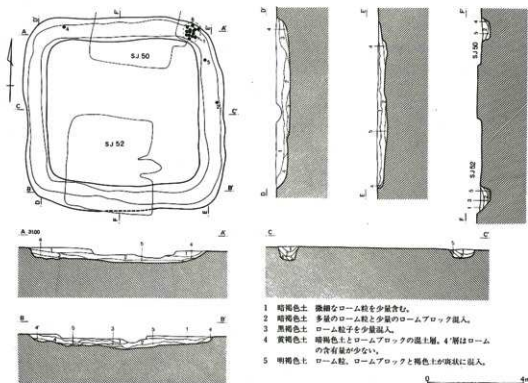 SJ50
SJ52
A 31.00
A'
B
B'
C
C'
D
D'
E
E'
F
F'
1 暗褐色土 微細なローム粒を少量含む。
2 暗褐色土 多量のローム粒と少量のロームブロック混入。
3 黒褐色土 ローム粒子を少量混入。
4 黄褐色土 暗褐色土とロームブロックの混土層。4'層はローム
の含有量が少ない。
5 明褐色土 ローム粒、ロームブロックと褐色土が斑状に混入。
0 4m